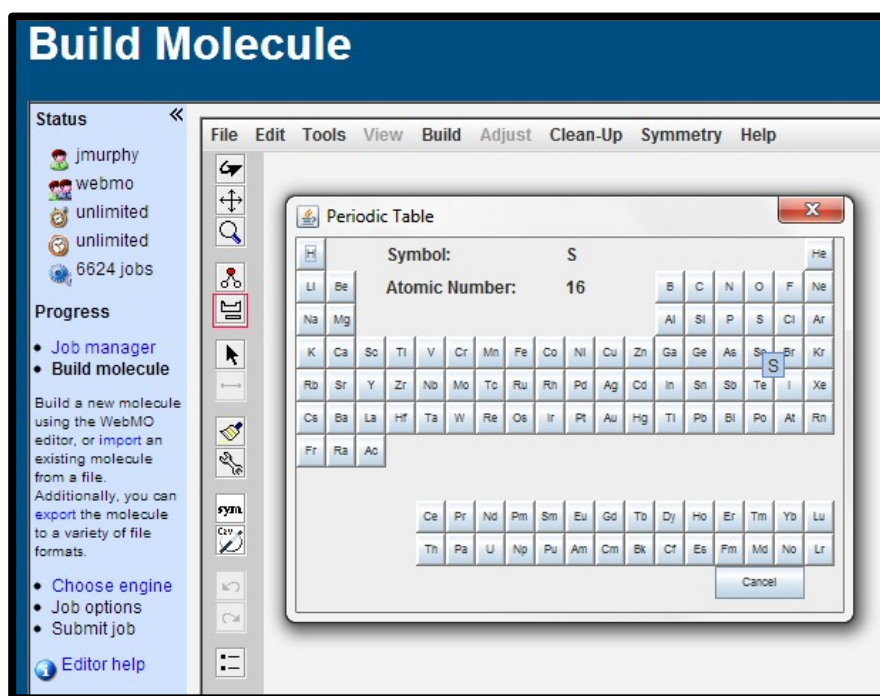 Build Molecule
Status «
jmurphy
webmo
unlimited
unlimited
6624 jobs
Progress
• Job manager
• Build molecule
Build a new molecule
using the WebMO
editor, or import an
existing molecule
from a file.
Additionally, you can
export the molecule
to a variety of file
formats.
• Choose engine
• Job options
• Submit job
Editor help
File Edit Tools View Build Adjust Clean-Up Symmetry Help
sym
Periodic Table
H Symbol: S He
Li Be Atomic Number: 16 B C N O F Ne
Na Mg Al Si P S Cl Ar
K Ca Sc Ti V Cr Mn Fe Co Ni Cu Zn Ga Ge As Se Br Kr
S
Rb Sr Y Zr Nb Mo Tc Ru Rh Pd Ag Cd In Sn Sb Te I Xe
Cs Ba La Hf Ta W Re Os Ir Pt Au Hg Tl Pb Bi Po At Rn
Fr Ra Ac
Ce Pr Nd Pm Sm Eu Gd Tb Dy Ho Er Tm Yb Lu
Th Pa U Np Pu Am Cm Bk Cf Es Fm Md No Lr
Cancel